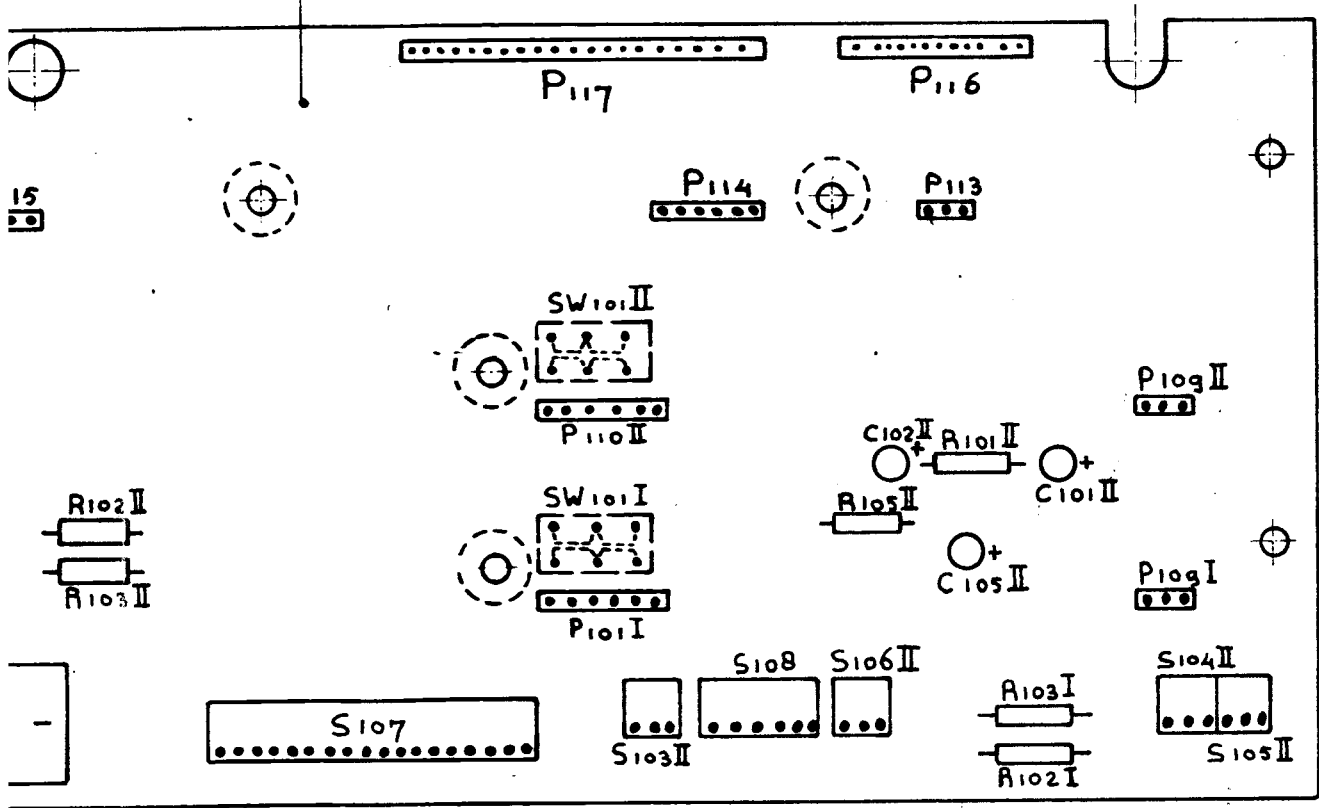 P117
P116
15
P114
P113
SW101II
P109II
P110II
C102II
+
R101II
+
C101II
SW101I
R102II
R105II
+
C105II
P109I
R103II
P101I
S108
S106II
S104II
R103I
S107
S103II
S105II
R102I